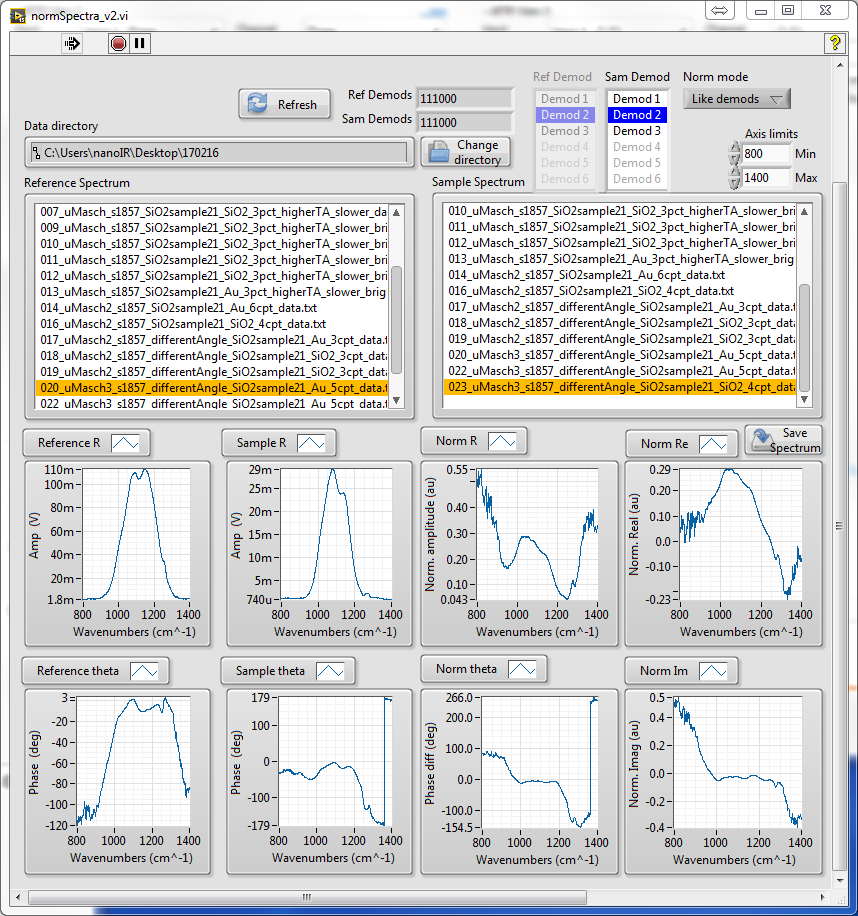 normSpectra_v2.vi
Refresh
Ref Demods
111000
Sam Demods
111000
Ref Demod
Demod 1
Demod 2
Demod 3
Demod 4
Demod 5
Demod 6
Sam Demod
Demod 1
Demod 2
Demod 3
Demod 4
Demod 5
Demod 6
Norm mode
Like demods
Axis limits
800
Min
1400
Max
Data directory
C:\Users\nanoIR\Desktop\170216
Change
directory
Reference Spectrum
007_uMasch_s1857_SiO2sample21_SiO2_3pct_higherTA_slower_da
009_uMasch_s1857_SiO2sample21_SiO2_3pct_higherTA_slower_bri
010_uMasch_s1857_SiO2sample21_SiO2_3pct_higherTA_slower_bri
011_uMasch_s1857_SiO2sample21_SiO2_3pct_higherTA_slower_bri
012_uMasch_s1857_SiO2sample21_SiO2_3pct_higherTA_slower_bri
013_uMasch_s1857_SiO2sample21_Au_3pct_higherTA_slower_brig
014_uMasch2_s1857_SiO2sample21_Au_6cpt_data.txt
016_uMasch2_s1857_SiO2sample21_SiO2_4cpt_data.txt
017_uMasch2_s1857_differentAngle_SiO2sample21_Au_3cpt_data.t
018_uMasch2_s1857_differentAngle_SiO2sample21_SiO2_3cpt_data
019_uMasch2_s1857_differentAngle_SiO2sample21_SiO2_3cpt_data
020_uMasch3_s1857_differentAngle_SiO2sample21_Au_5cpt_data.t
022_uMasch3_s1857_differentAngle_SiO2sample21_Au_5cpt_data.t
Sample Spectrum
010_uMasch_s1857_SiO2sample21_SiO2_3pct_higherTA_slower_bri
011_uMasch_s1857_SiO2sample21_SiO2_3pct_higherTA_slower_bri
012_uMasch_s1857_SiO2sample21_SiO2_3pct_higherTA_slower_bri
013_uMasch_s1857_SiO2sample21_Au_3pct_higherTA_slower_brig
014_uMasch2_s1857_SiO2sample21_Au_6cpt_data.txt
016_uMasch2_s1857_SiO2sample21_SiO2_4cpt_data.txt
017_uMasch2_s1857_differentAngle_SiO2sample21_Au_3cpt_data.t
018_uMasch2_s1857_differentAngle_SiO2sample21_SiO2_3cpt_data
019_uMasch2_s1857_differentAngle_SiO2sample21_SiO2_3cpt_data
020_uMasch3_s1857_differentAngle_SiO2sample21_Au_5cpt_data.t
022_uMasch3_s1857_differentAngle_SiO2sample21_Au_5cpt_data.t
023_uMasch3_s1857_differentAngle_SiO2sample21_SiO2_4cpt_data
Reference R
110m
100m
80m
60m
40m
20m
1.8m
Amp (V)
800 1000 1200 1400
Wavenumbers (cm^-1)
Sample R
29m
25m
20m
15m
10m
5m
740u
Amp (V)
800 1000 1200 1400
Wavenumbers (cm^-1)
Norm R
0.55
0.40
0.30
0.20
0.10
0.043
Norm. amplitude (au)
800 1000 1200 1400
Wavenumbers (cm^-1)
Norm Re
Save
Spectrum
0.29
0.20
0.10
0.0
-0.10
-0.23
Norm. Real (au)
800 1000 1200 1400
Wavenumbers (cm^-1)
Reference theta
3
-20
-40
-60
-80
-100
-120
Phase (deg)
800 1000 1200 1400
Wavenumbers (cm^-1)
Sample theta
179
100
0
-100
-179
Phase (deg)
800 1000 1200 1400
Wavenumbers (cm^-1)
Norm theta
266.0
200.0
100.0
0.0
-100.0
-154.5
Phase diff (deg)
800 1000 1200 1400
Wavenumbers (cm^-1)
Norm Im
0.5
0.4
0.2
0.0
-0.2
-0.4
Norm. Imag (au)
800 1000 1200 1400
Wavenumbers (cm^-1)